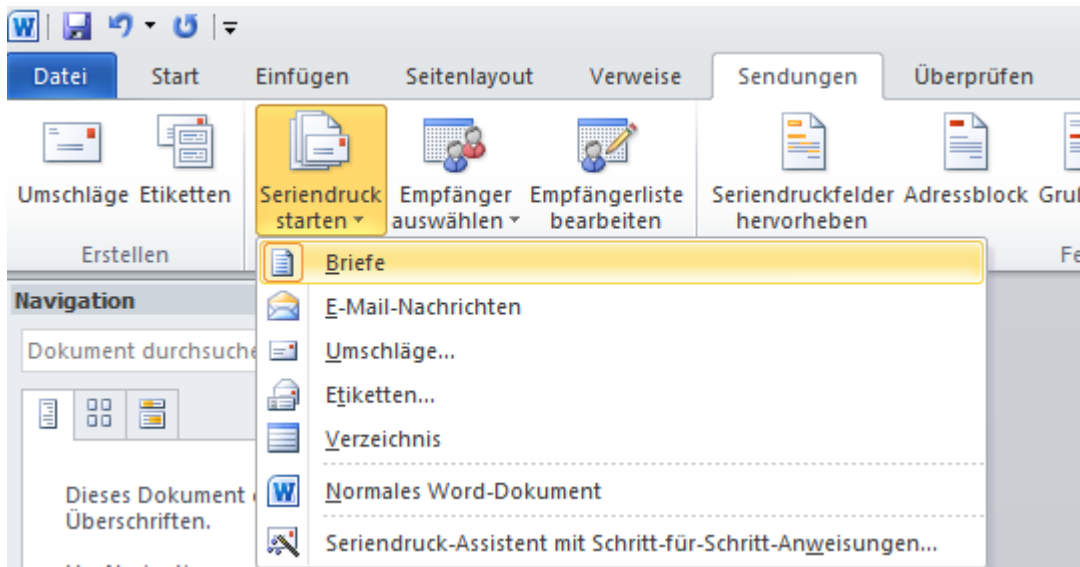 Datei Start Einfügen Seitenlayout Verweise Sendungen Überprüfen
Umschläge Etiketten Seriendruck Empfänger Empfängerliste Seriendruckfelder Adressblock
starten auswählen bearbeiten hervorheben
Erstellen
Briefe
Navigation
E-Mail-Nachrichten
Dokument
Umschläge...
Etiketten...
Verzeichnis
Dieses Dokument
Normales Word-Dokument
Überschriften.
Seriendruck-Assistent mit Schritt-für-Schritt-Anweisungen...